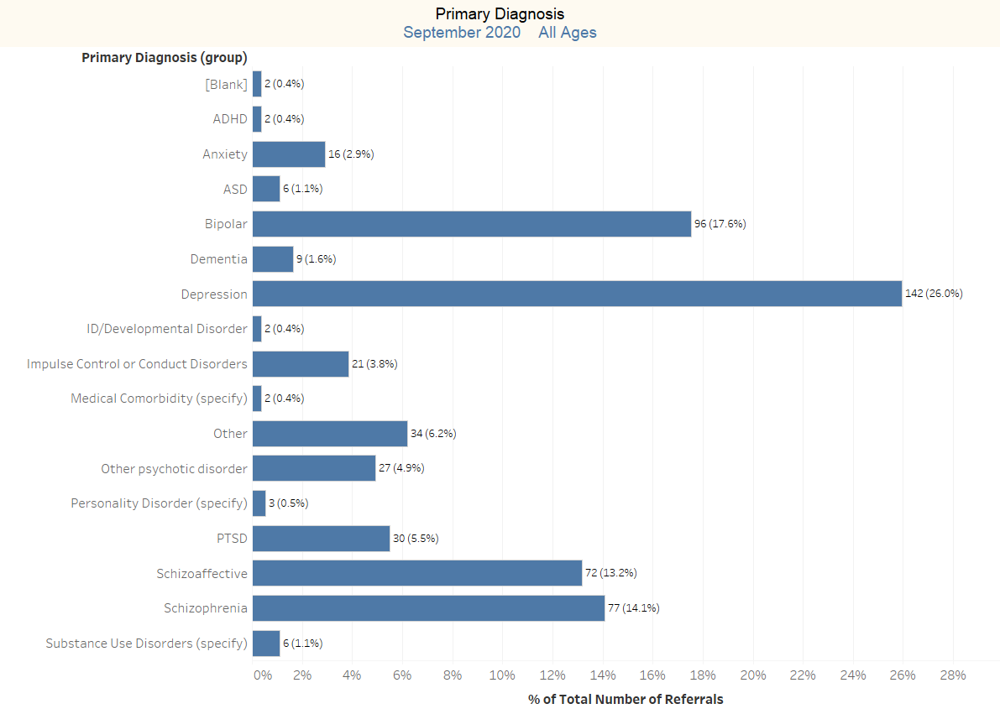 Primary Diagnosis
September 2020 All Ages
Primary Diagnosis (group)
[Blank] 2 (0.4%)
ADHD 2 (0.4%)
Anxiety 16 (2.9%)
ASD 6 (1.1%)
Bipolar 96 (17.6%)
Dementia 9 (1.6%)
Depression 142 (26.0%)
ID/Developmental Disorder 2 (0.4%)
Impulse Control or Conduct Disorders 21 (3.8%)
Medical Comorbidity (specify) 2 (0.4%)
Other 34 (6.2%)
Other psychotic disorder 27 (4.9%)
Personality Disorder (specify) 3 (0.5%)
PTSD 30 (5.5%)
Schizoaffective 72 (13.2%)
Schizophrenia 77 (14.1%)
Substance Use Disorders (specify) 6 (1.1%)
0% 2% 4% 6% 8% 10% 12% 14% 16% 18% 20% 22% 24% 26% 28%
% of Total Number of Referrals